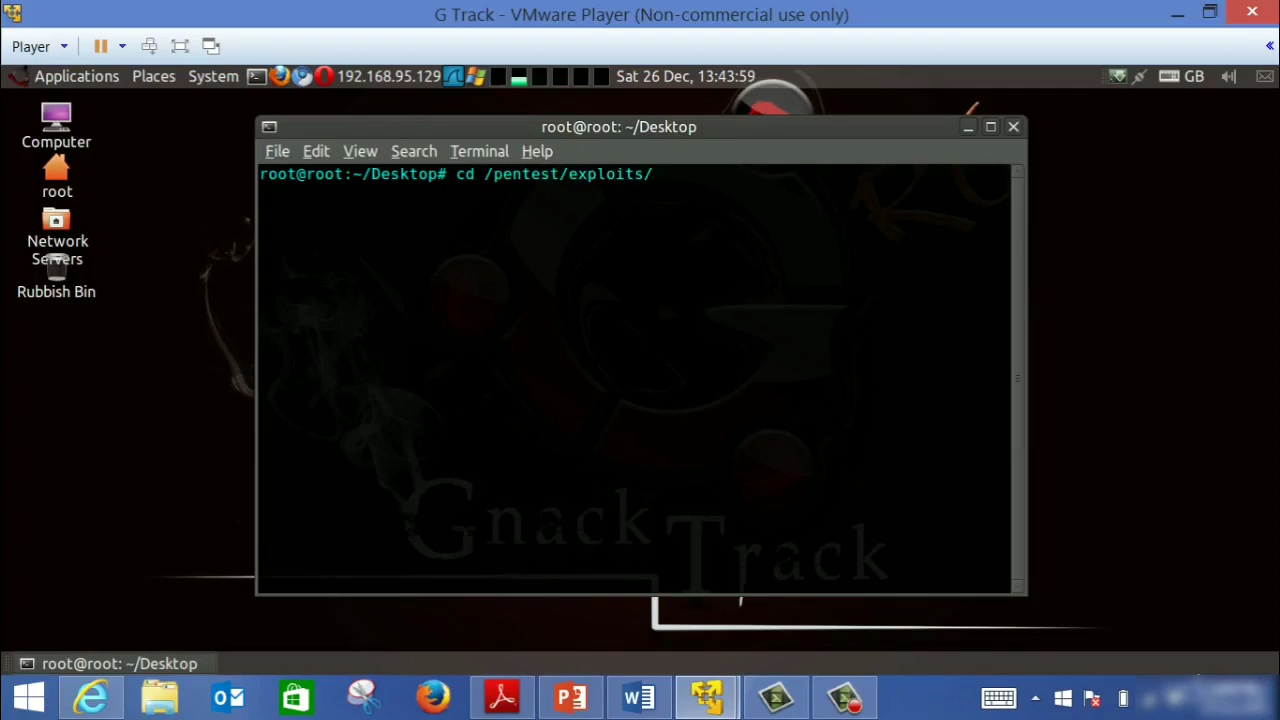 G Track - VMware Player (Non-commercial use only)
Player
Applications Places System 192.168.95.129 Sat 26 Dec, 13:43:59 GB
Computer
root
Network
Servers
Rubbish Bin
root@root: ~/Desktop
File Edit View Search Terminal Help
root@root:~/Desktop# cd /pentest/exploits/
Gnack
Track
root@root: ~/Desktop